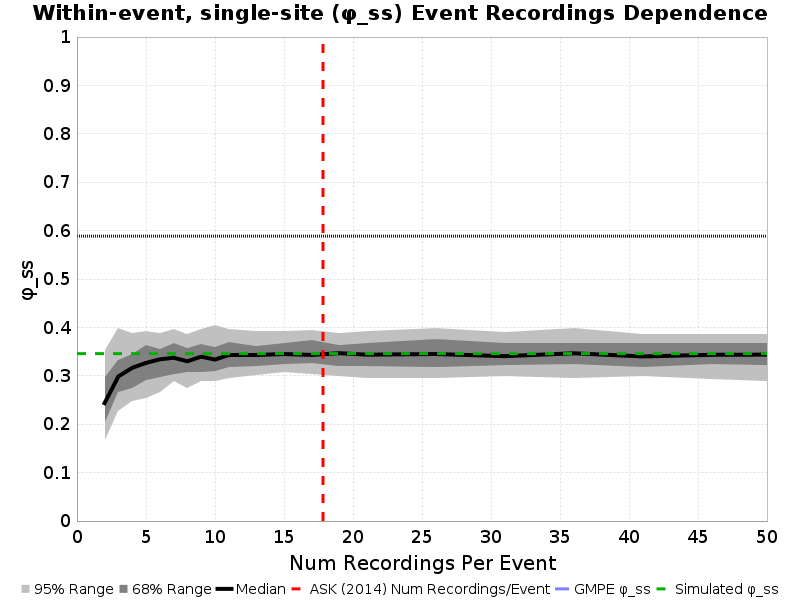 Within-event, single-site (φ_ss) Event Recordings Dependence
1
0.9
0.8
0.7
0.6
0.5
0.4
0.3
0.2
0.1
0
φ_ss
0 5 10 15 20 25 30 35 40 45 50
Num Recordings Per Event
95% Range 68% Range Median ASK (2014) Num Recordings/Event GMPE φ_ss Simulated φ_ss